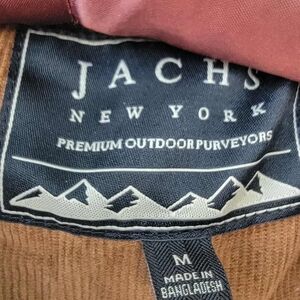 JACHS
NEW YORK
PREMIUM OUTDOOR PURVEYORS
M
MADE IN
BANGLADESH